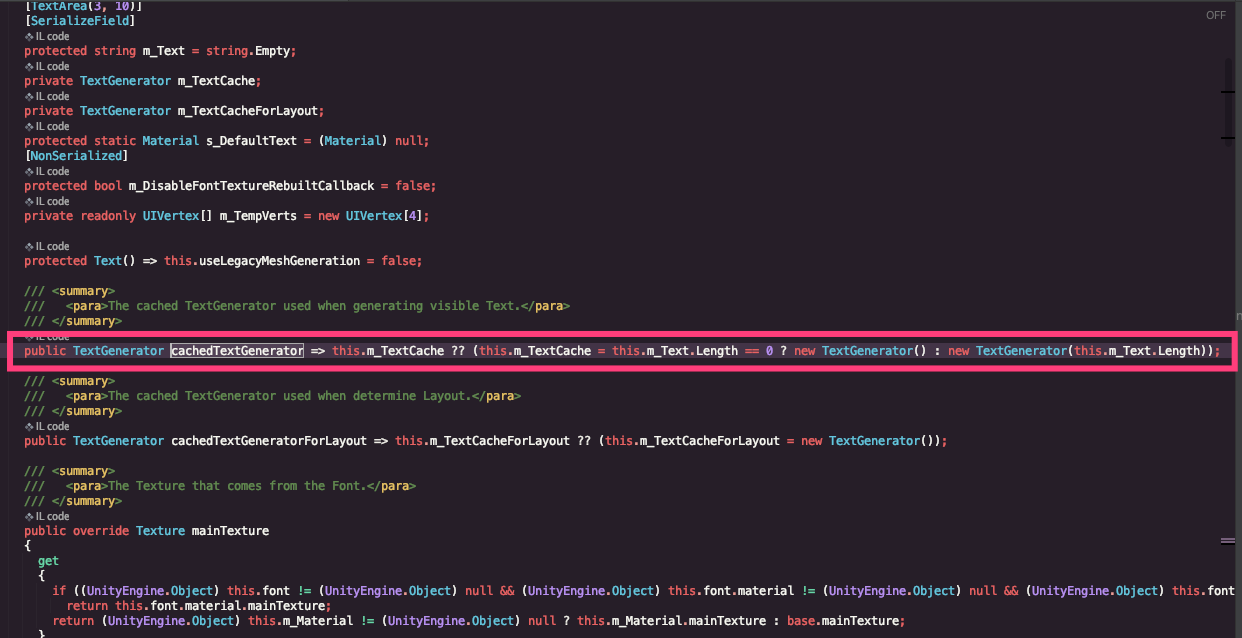 [TextArea(3, 10)]
OFF
[SerializeField]
IL code
protected string m_Text = string.Empty;
IL code
private TextGenerator m_TextCache;
IL code
private TextGenerator m_TextCacheForLayout;
IL code
protected static Material s_DefaultText = (Material) null;
[NonSerialized]
IL code
protected bool m_DisableFontTextureRebuiltCallback = false;
IL code
private readonly UIVertex[] m_TempVerts = new UIVertex[4];
IL code
protected Text() => this.useLegacyMeshGeneration = false;
/// <summary>
///   <para>The cached TextGenerator used when generating visible Text.</para>
/// </summary>
IL code
public TextGenerator cachedTextGenerator => this.m_TextCache ?? (this.m_TextCache = this.m_Text.Length == 0 ? new TextGenerator() : new TextGenerator(this.m_Text.Length));
/// <summary>
///   <para>The cached TextGenerator used when determine Layout.</para>
/// </summary>
IL code
public TextGenerator cachedTextGeneratorForLayout => this.m_TextCacheForLayout ?? (this.m_TextCacheForLayout = new TextGenerator());
/// <summary>
///   <para>The Texture that comes from the Font.</para>
/// </summary>
IL code
public override Texture mainTexture
{
  get
  {
    if ((UnityEngine.Object) this.font != (UnityEngine.Object) null && (UnityEngine.Object) this.font.material != (UnityEngine.Object) null && (UnityEngine.Object) this.font
      return this.font.material.mainTexture;
    return (UnityEngine.Object) this.m_Material != (UnityEngine.Object) null ? this.m_Material.mainTexture : base.mainTexture;
  }